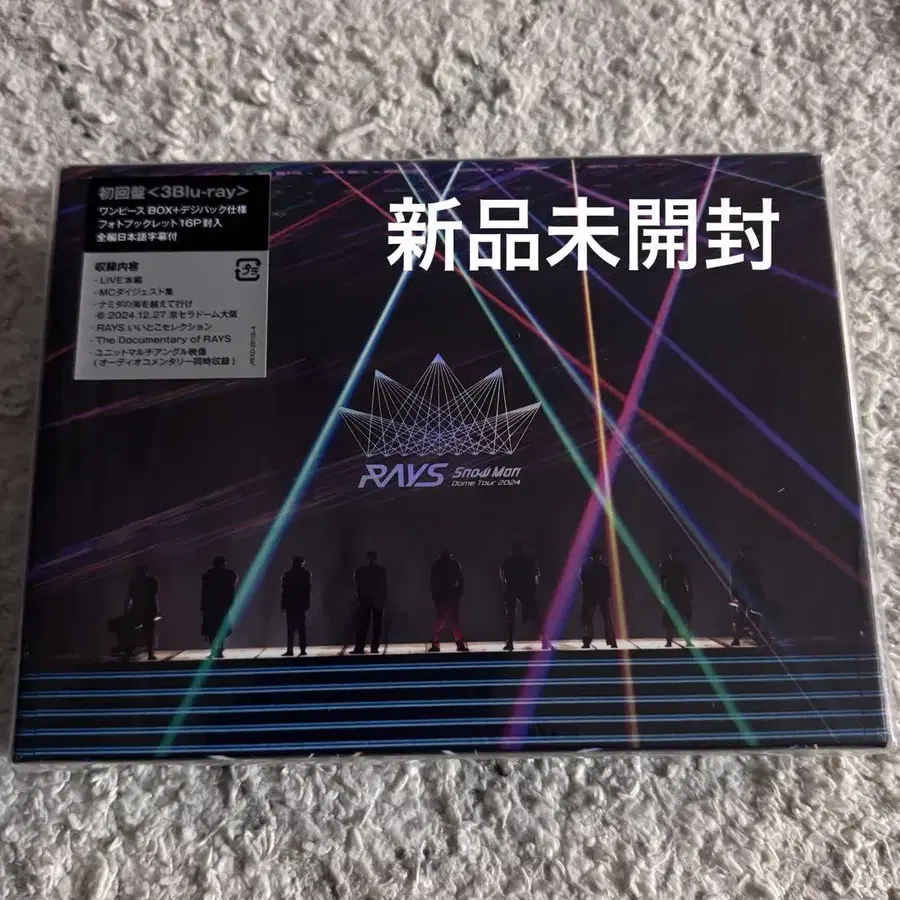 新品未開封
初回盤<3Blu-ray>
ワンピースBOX+デジパック仕様
フォトブックレット16P封入
全編日本語字幕付
収録内容
プラ
・LIVE本編
・MCダイジェスト集
・ナミダの海を越えて行け
@ 2024.12.27 京セラドーム大阪
・RAYS いいとこセレクション
・The Documentary of RAYS
・ユニットマルチアングル映像
(オーディオコメンタリー同時収録)
RAYS Snow Man
Dome Tour 2024